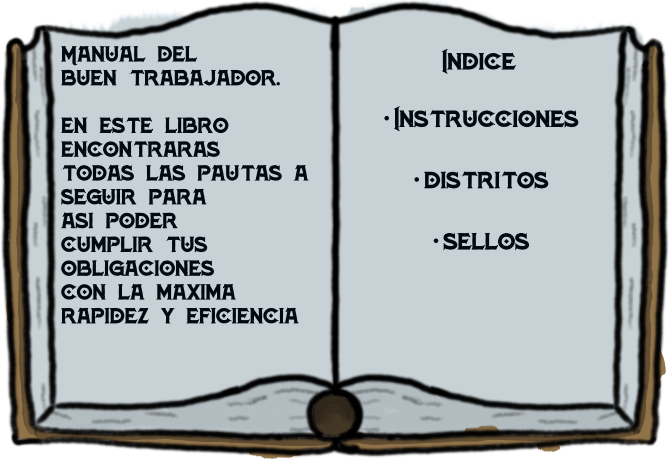 MANUAL DEL
BUEN TRABAJADOR.
EN ESTE LIBRO
ENCONTRARAS
TODAS LAS PAUTAS A
SEGUIR PARA
ASI PODER
CUMPLIR TUS
OBLIGACIONES
CON LA MAXIMA
RAPIDEZ Y EFICIENCIA
INDICE
· INSTRUCCIONES
· DISTRITOS
· SELLOS